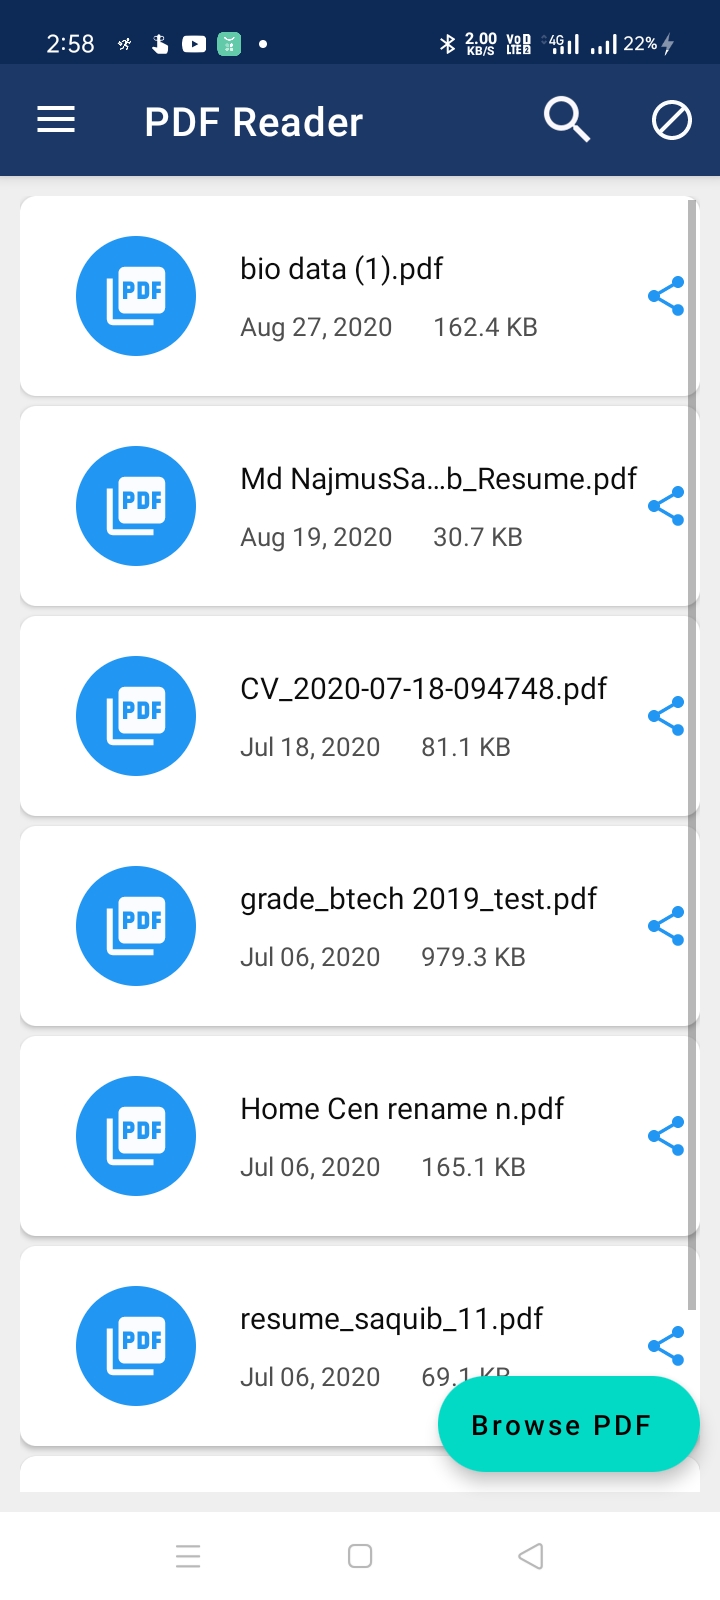 2:58 2.00 KB/S VoD LTE2 4G 22%
PDF Reader
PDF
bio data (1).pdf
Aug 27, 2020 162.4 KB
PDF
Md NajmusSa...b_Resume.pdf
Aug 19, 2020 30.7 KB
PDF
CV_2020-07-18-094748.pdf
Jul 18, 2020 81.1 KB
PDF
grade_btech 2019_test.pdf
Jul 06, 2020 979.3 KB
PDF
Home Cen rename n.pdf
Jul 06, 2020 165.1 KB
PDF
resume_saquib_11.pdf
Jul 06, 2020 69.1 KB
Browse PDF